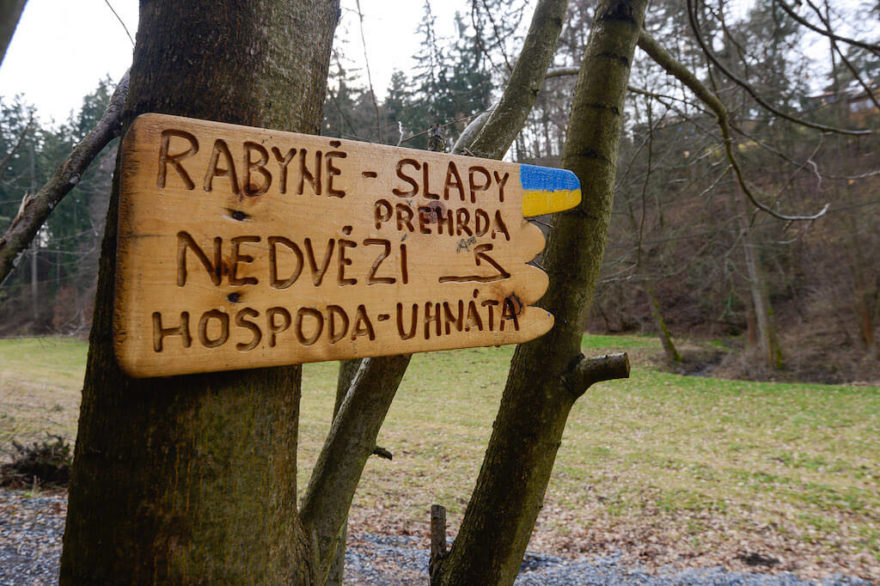 RABYNĚ - SLAPY
PŘEHRDA
NEDVĚZÍ
HOSPODA-UHNÁTA